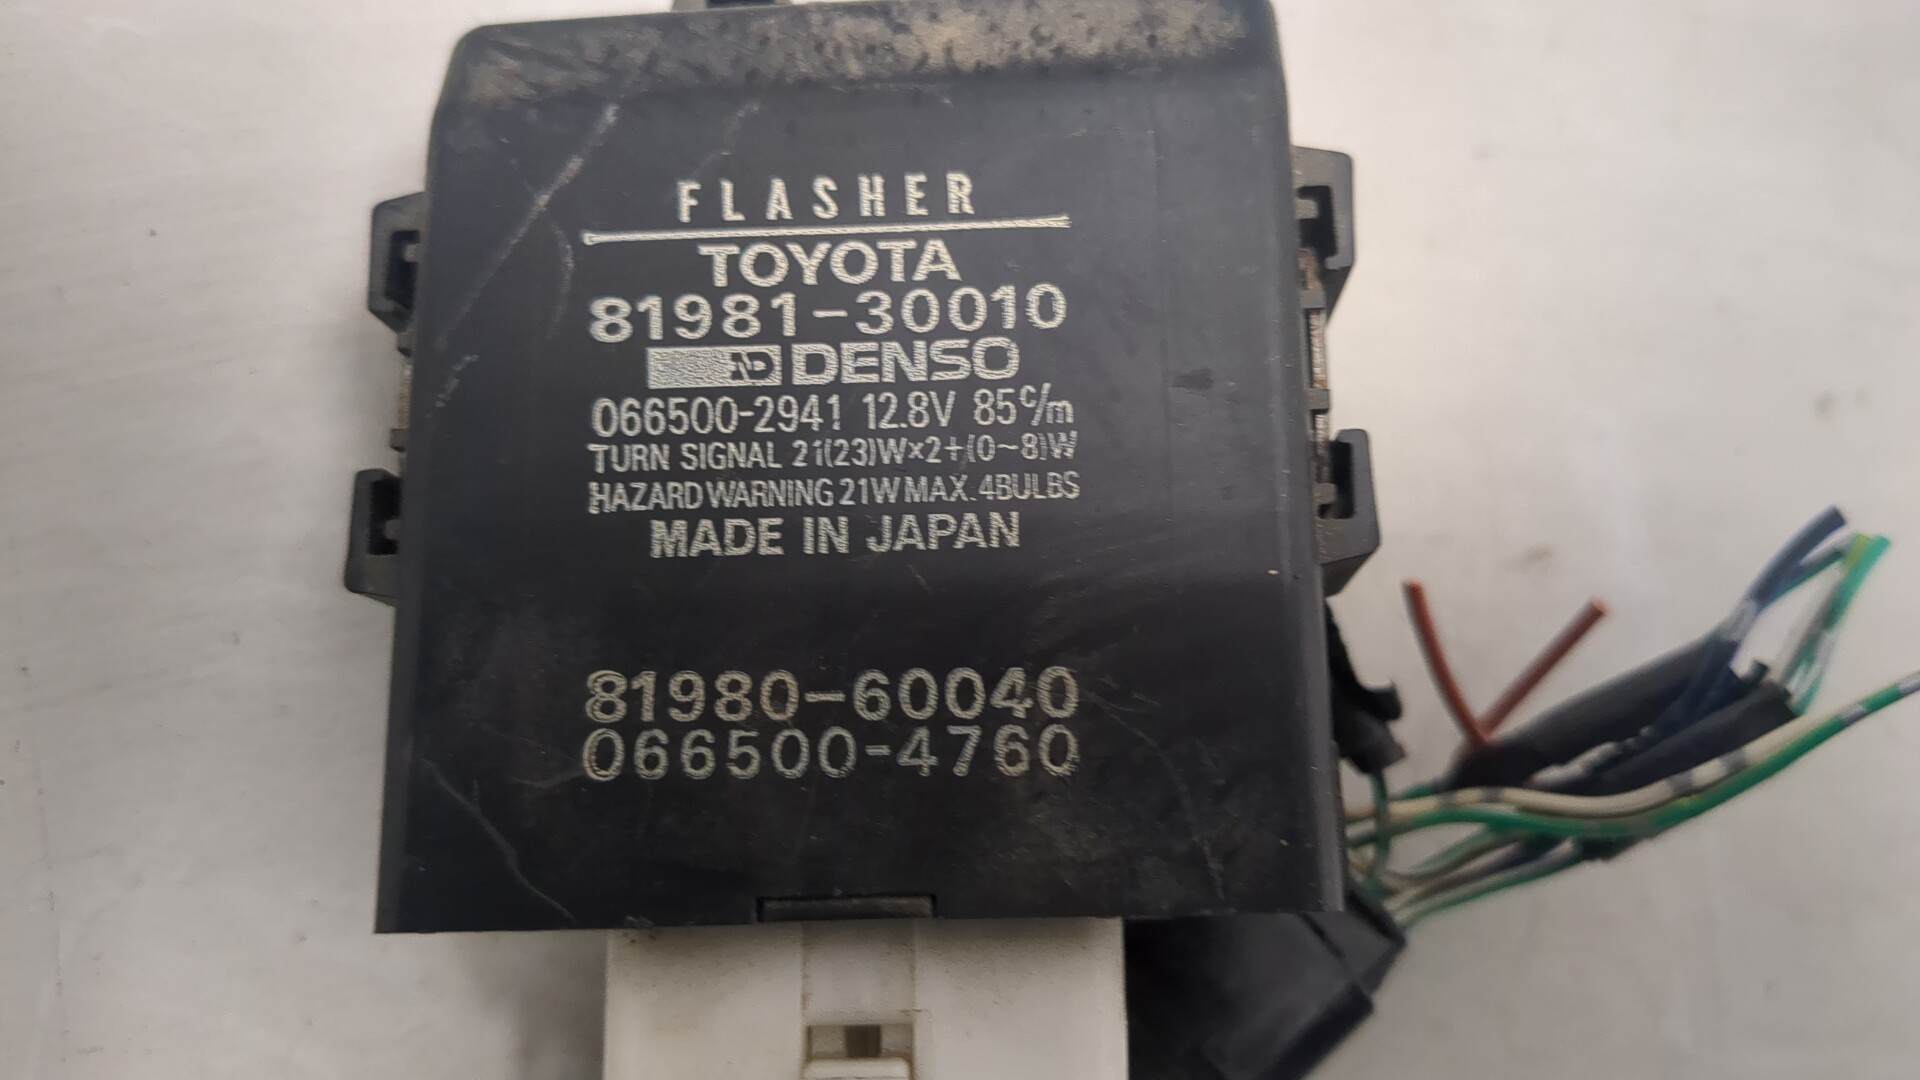 FLASHER
TOYOTA
81981-30010
ND DENSO
066500-2941 12.8V 85c/m
TURN SIGNAL 21(23)W×2+(0~8)W
HAZARD WARNING 21W MAX. 4BULBS
MADE IN JAPAN
81980-60040
066500-4760